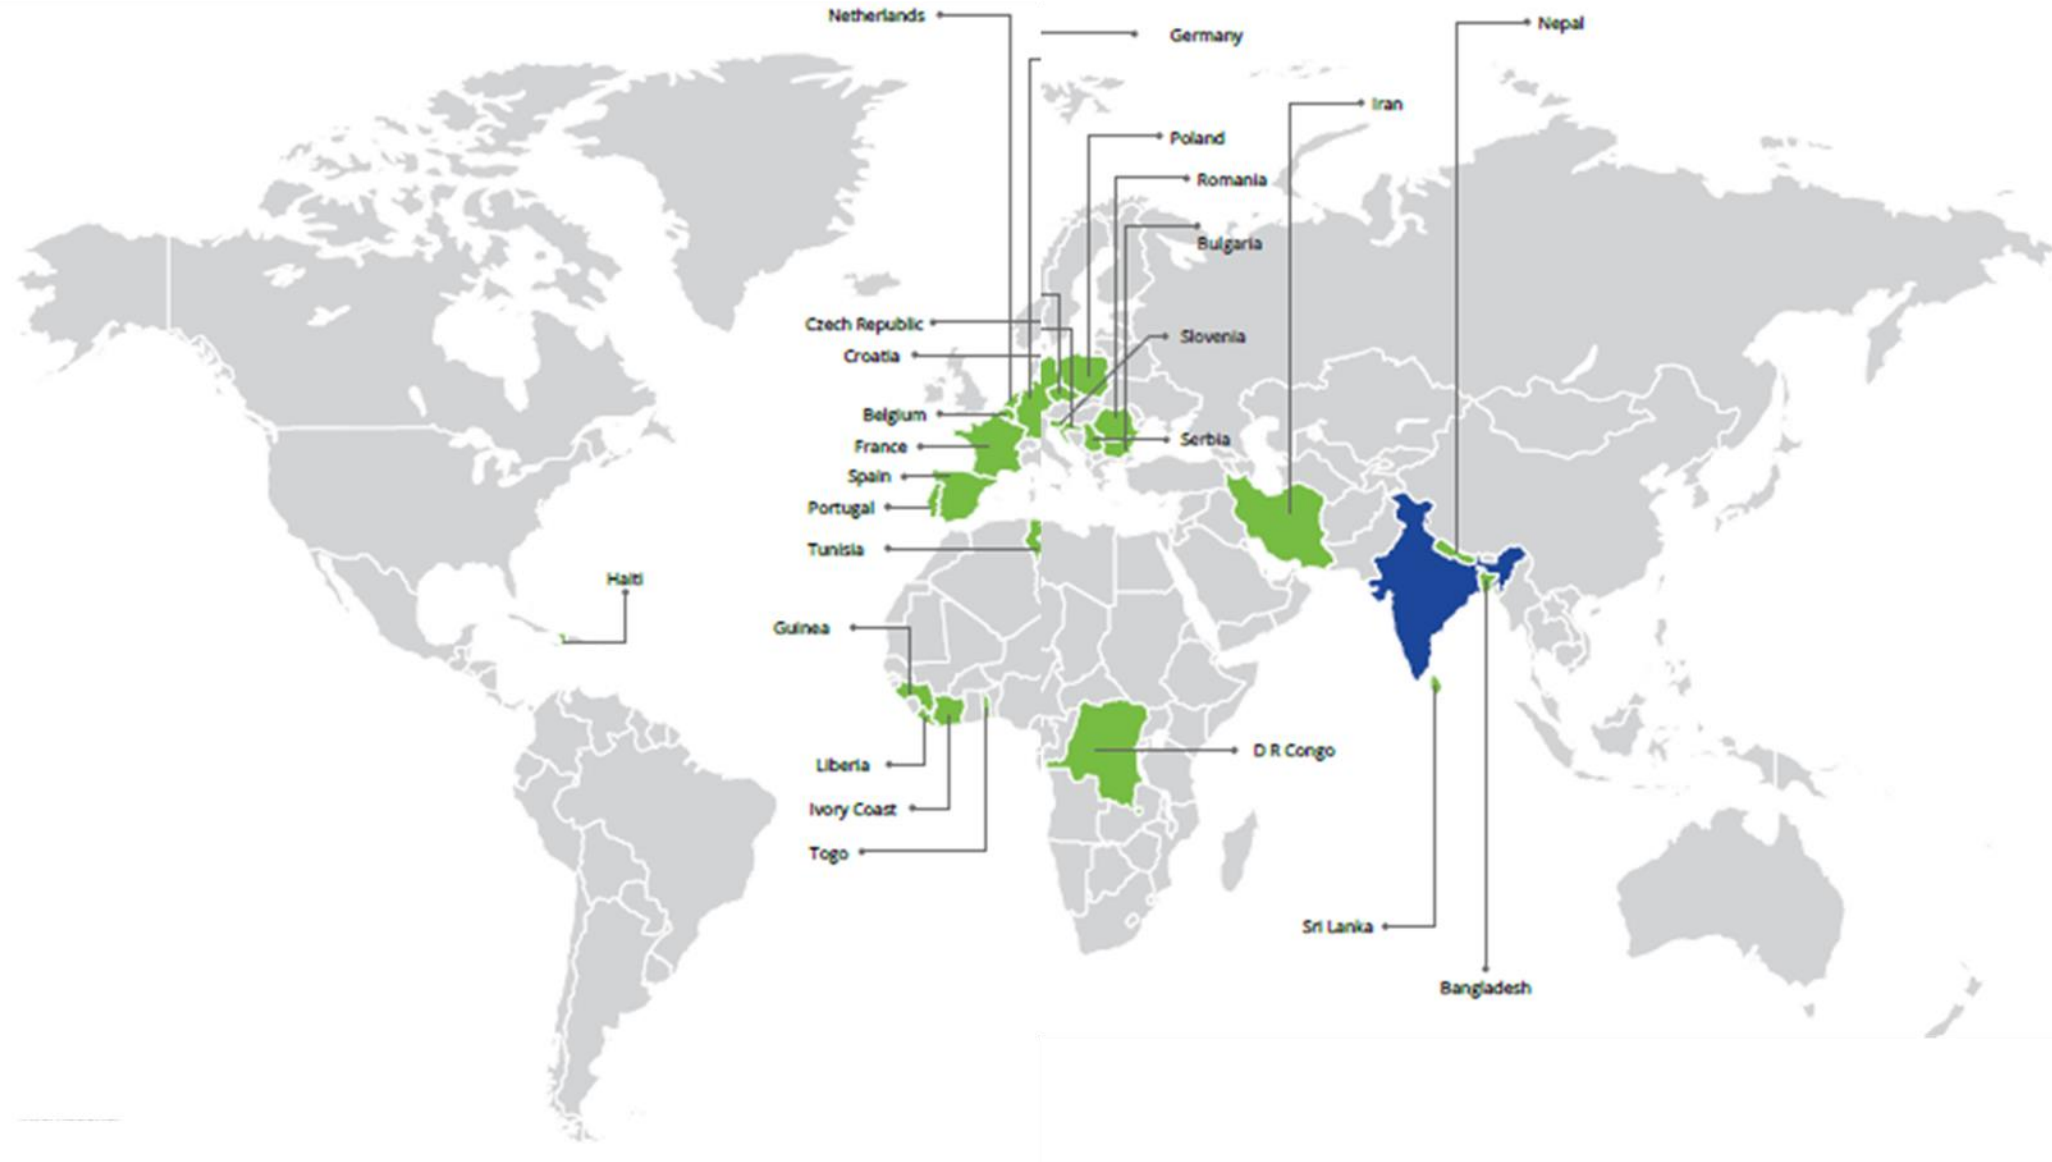 Netherlands
Germany
Nepal
Iran
Poland
Romania
Bulgaria
Czech Republic
Slovenia
Croatia
Belgium
Serbia
France
Spain
Portugal
Tunisia
Haiti
Guinea
D R Congo
Liberia
Ivory Coast
Togo
Sri Lanka
Bangladesh